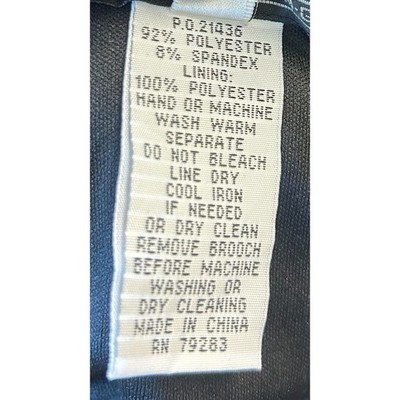 P.O.21436
92% POLYESTER
8% SPANDEX
LINING:
100% POLYESTER
HAND OR MACHINE
WASH WARM
SEPARATE
DO NOT BLEACH
LINE DRY
COOL IRON
IF NEEDED
OR DRY CLEAN
REMOVE BROOCH
BEFORE MACHINE
WASHING OR
DRY CLEANING
MADE IN CHINA
RN 79283